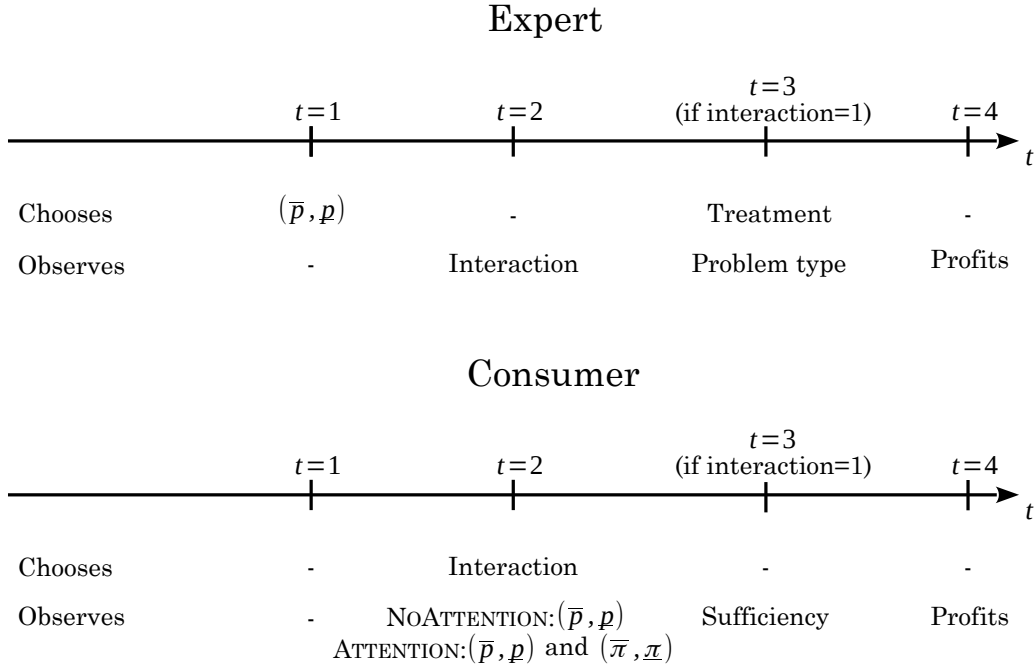 Expert
t=3
t=1 t=2 (if interaction=1) t=4
t
Chooses (p̅, p̲) - Treatment -
Observes - Interaction Problem type Profits
Consumer
t=3
t=1 t=2 (if interaction=1) t=4
t
Chooses - Interaction - -
Observes - NOATTENTION:(p̅, p̲) Sufficiency Profits
ATTENTION:(p̅, p̲) and (π̅, π̲)